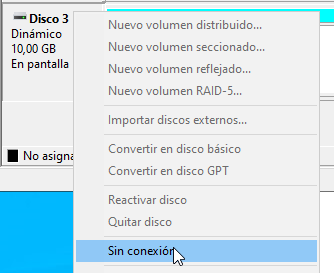 Disco 3
Dinámico
10,00 GB
En pantalla
No asigna
Nuevo volumen distribuido...
Nuevo volumen seccionado...
Nuevo volumen reflejado...
Nuevo volumen RAID-5...
Importar discos externos...
Convertir en disco básico
Convertir en disco GPT
Reactivar disco
Quitar disco
Sin conexión